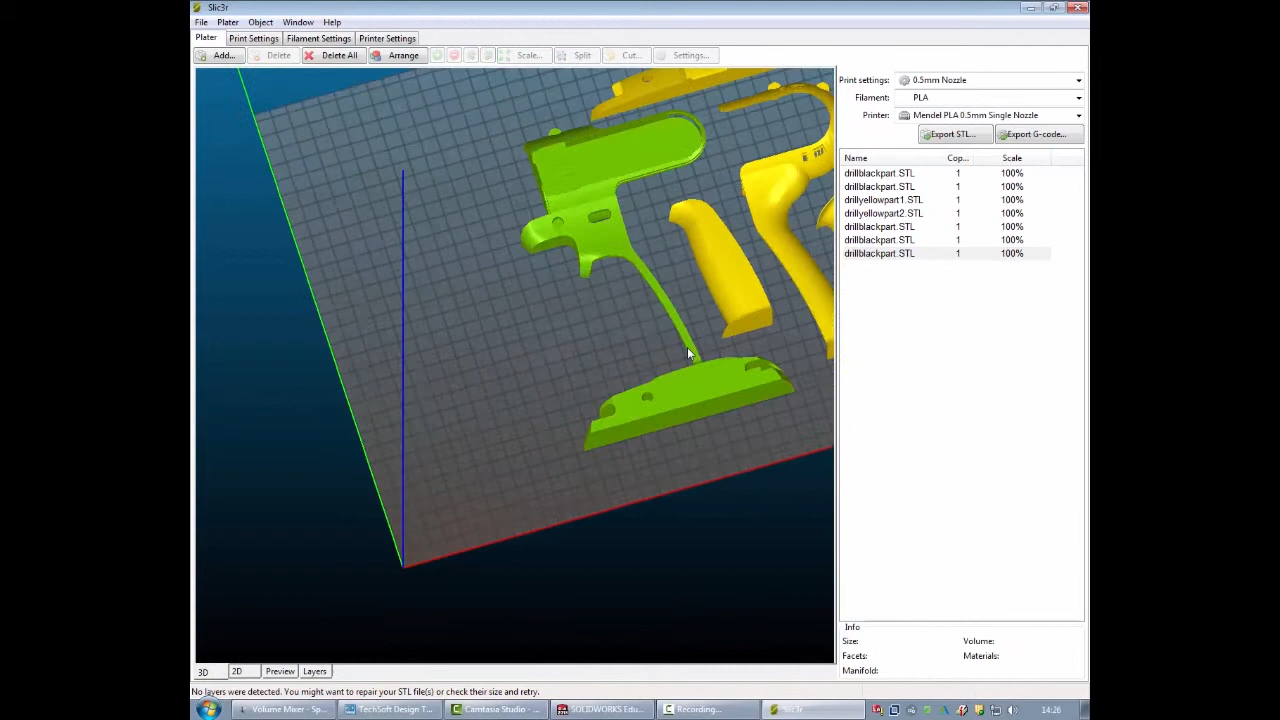 Slic3r
File Plater Object Window Help
Plater Print Settings Filament Settings Printer Settings
Add... Delete Delete All Arrange Scale... Split Cut... Settings...
Print settings: 0.5mm Nozzle
Filament: PLA
Printer: Mendel PLA 0.5mm Single Nozzle
Export STL... Export G-code...
Name Cop... Scale
drillblackpart.STL 1 100%
drillblackpart.STL 1 100%
drillyellowpart1.STL 1 100%
drillyellowpart2.STL 1 100%
drillblackpart.STL 1 100%
drillblackpart.STL 1 100%
drillblackpart.STL 1 100%
Info
Size: Volume:
Facets: Materials:
Manifold:
3D 2D Preview Layers
No layers were detected. You might want to repair your STL file(s) or check their size and retry.
Volume Mixer - Sp... TechSoft Design T... Camtasia Studio - ... SOLIDWORKS Edu... Recording... Slic3r 14:26